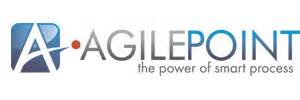 A AGILEPOINT
the power of smart process